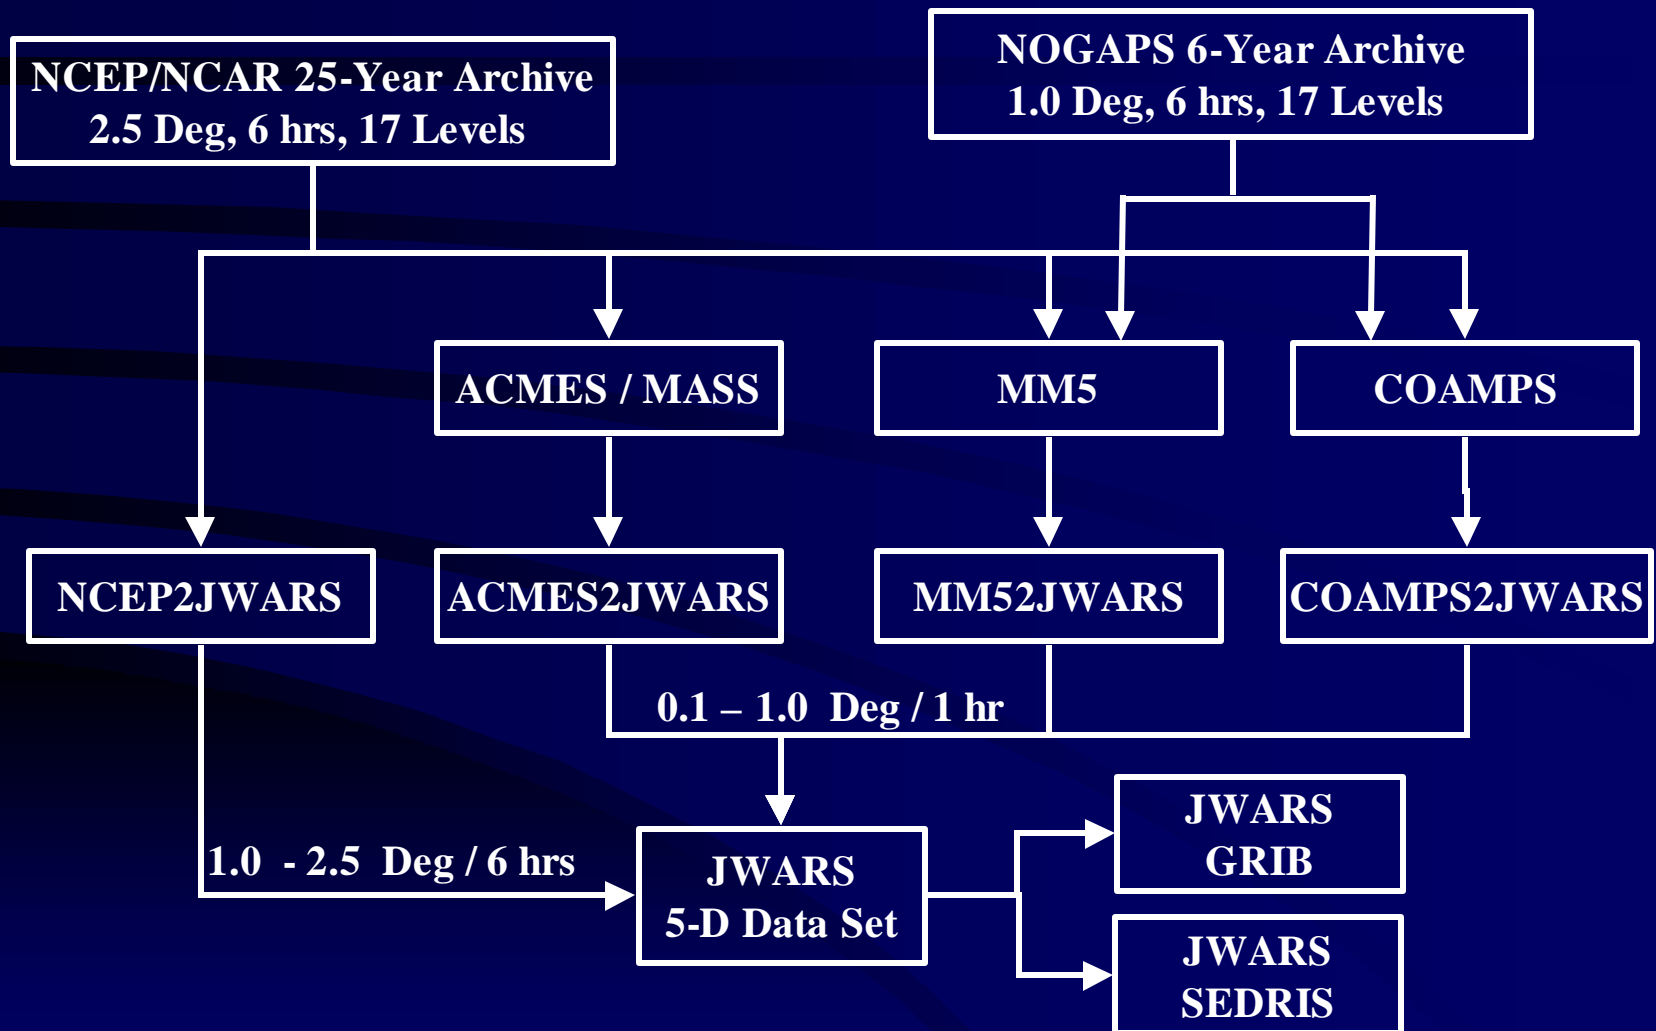 NCEP/NCAR 25-Year Archive
2.5 Deg, 6 hrs, 17 Levels
NOGAPS 6-Year Archive
1.0 Deg, 6 hrs, 17 Levels
ACMES / MASS
MM5
COAMPS
NCEP2JWARS
ACMES2JWARS
MM52JWARS
COAMPS2JWARS
0.1 – 1.0 Deg / 1 hr
1.0 - 2.5 Deg / 6 hrs
JWARS
5-D Data Set
JWARS
GRIB
JWARS
SEDRIS